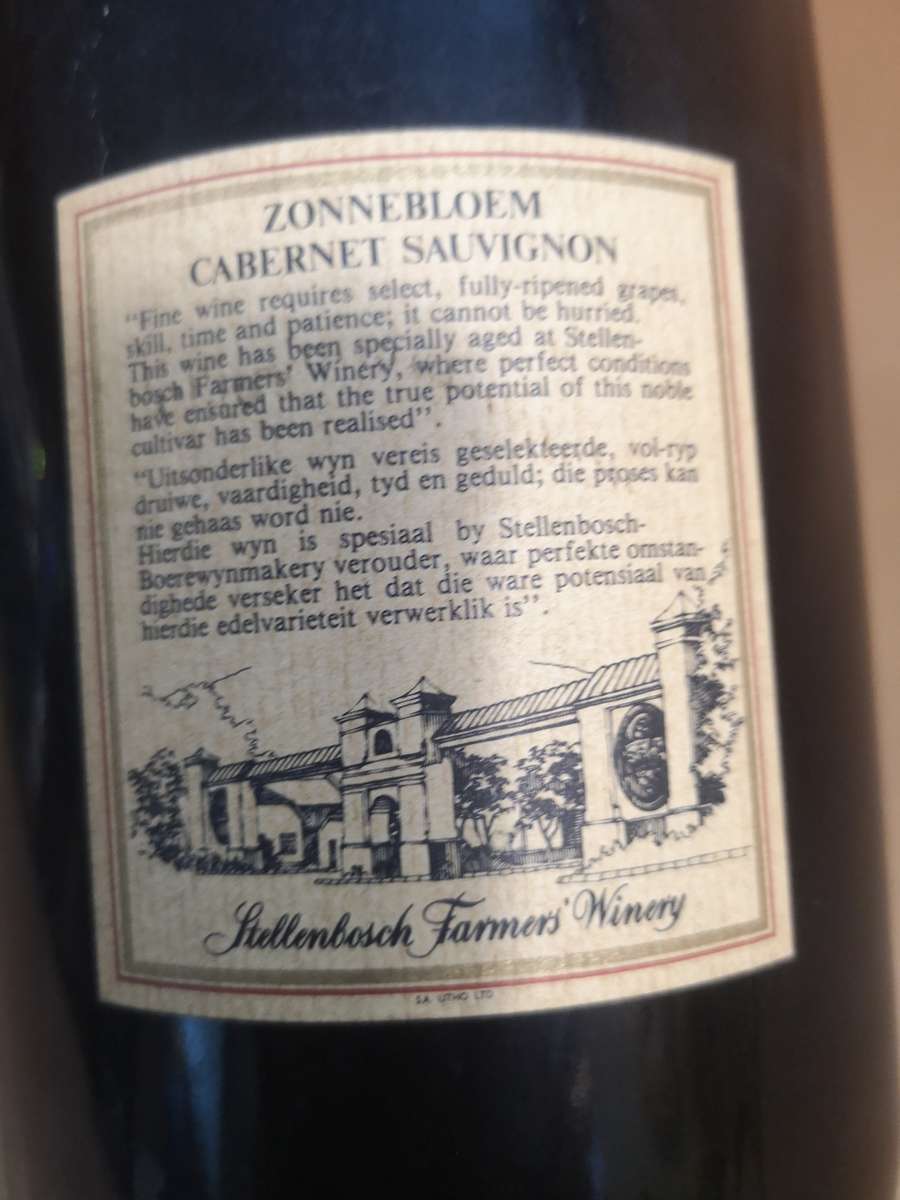 ZONNEBLOEM
CABERNET SAUVIGNON
"Fine wine requires select, fully-ripened grapes,
skill, time and patience; it cannot be hurried.
This wine has been specially aged at Stellen-
bosch Farmers' Winery, where perfect conditions
have ensured that the true potential of this noble
cultivar has been realised".
"Uitsonderlike wyn vereis geselekteerde, vol-ryp
druiwe, vaardigheid, tyd en geduld; die proses kan
nie gehaas word nie.
Hierdie wyn is spesiaal by Stellenbosch-
Boerewynmakery verouder, waar perfekte omstan-
dighede verseker het dat die ware potensiaal van
hierdie edelvarieteit verwerklik is".
Stellenbosch Farmers' Winery
S.A. LITHO LTD